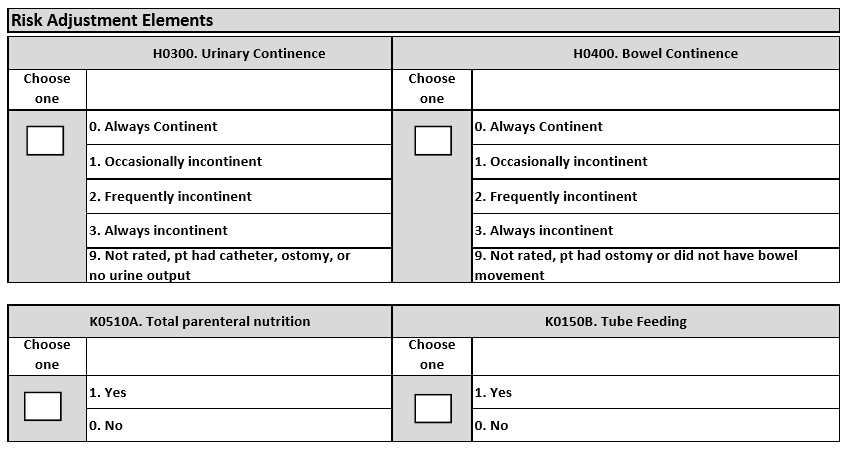 Risk Adjustment Elements
H0300. Urinary Continence
H0400. Bowel Continence
Choose
one
Choose
one
0. Always Continent
1. Occasionally incontinent
2. Frequently incontinent
3. Always incontinent
9. Not rated, pt had catheter, ostomy, or
no urine output
0. Always Continent
1. Occasionally incontinent
2. Frequently incontinent
3. Always incontinent
9. Not rated, pt had ostomy or did not have bowel
movement
K0510A. Total parenteral nutrition
K0150B. Tube Feeding
Choose
one
Choose
one
1. Yes
0. No
1. Yes
0. No